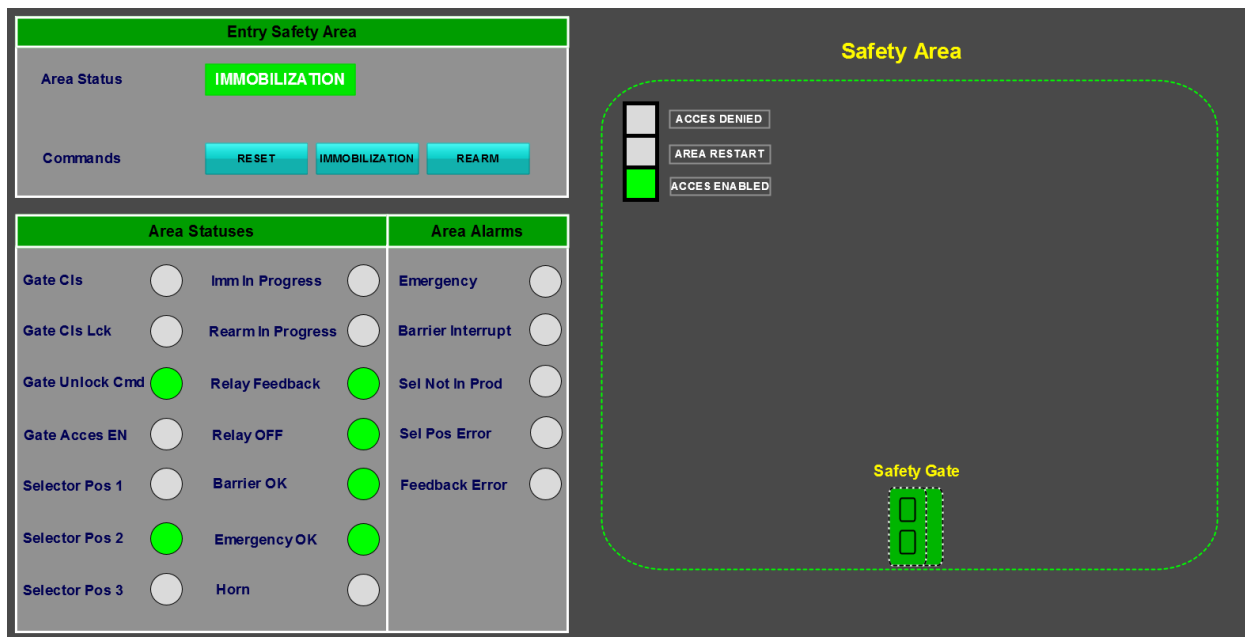 Entry Safety Area
Area Status
IMMOBILIZATION
Commands
RESET
IMMOBILIZATION
REARM
Area Statuses
Area Alarms
Gate Cls
Imm In Progress
Emergency
Gate Cls Lck
Rearm In Progress
Barrier Interrupt
Gate Unlock Cmd
Relay Feedback
Sel Not In Prod
Gate Acces EN
Relay OFF
Sel Pos Error
Selector Pos 1
Barrier OK
Feedback Error
Selector Pos 2
Emergency OK
Selector Pos 3
Horn
Safety Area
ACCES DENIED
AREA RESTART
ACCES ENABLED
Safety Gate